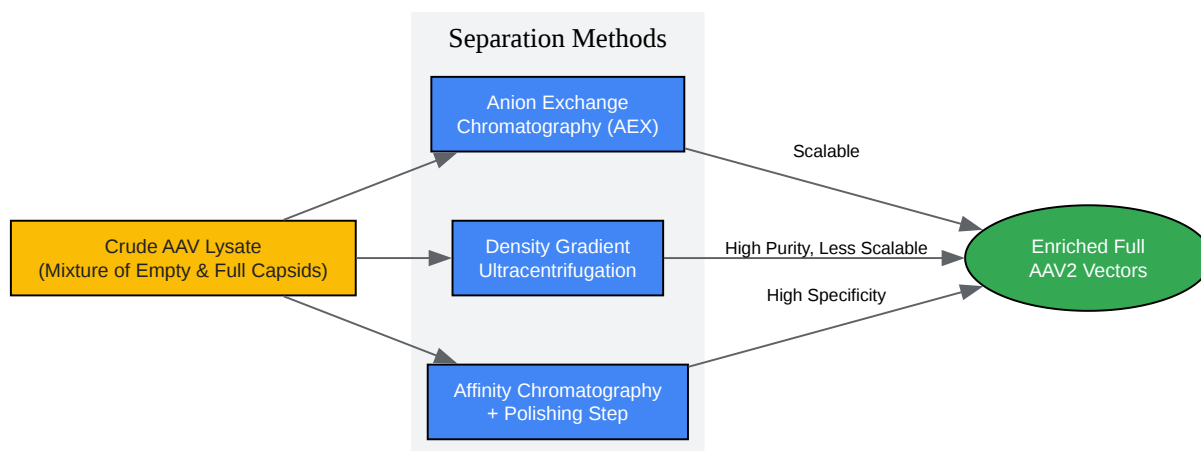 Separation Methods
Anion Exchange
Chromatography (AEX)
Scalable
Crude AAV Lysate
(Mixture of Empty & Full Capsids)
Density Gradient
Ultracentrifugation
High Purity, Less Scalable
Enriched Full
AAV2 Vectors
High Specificity
Affinity Chromatography
+ Polishing Step